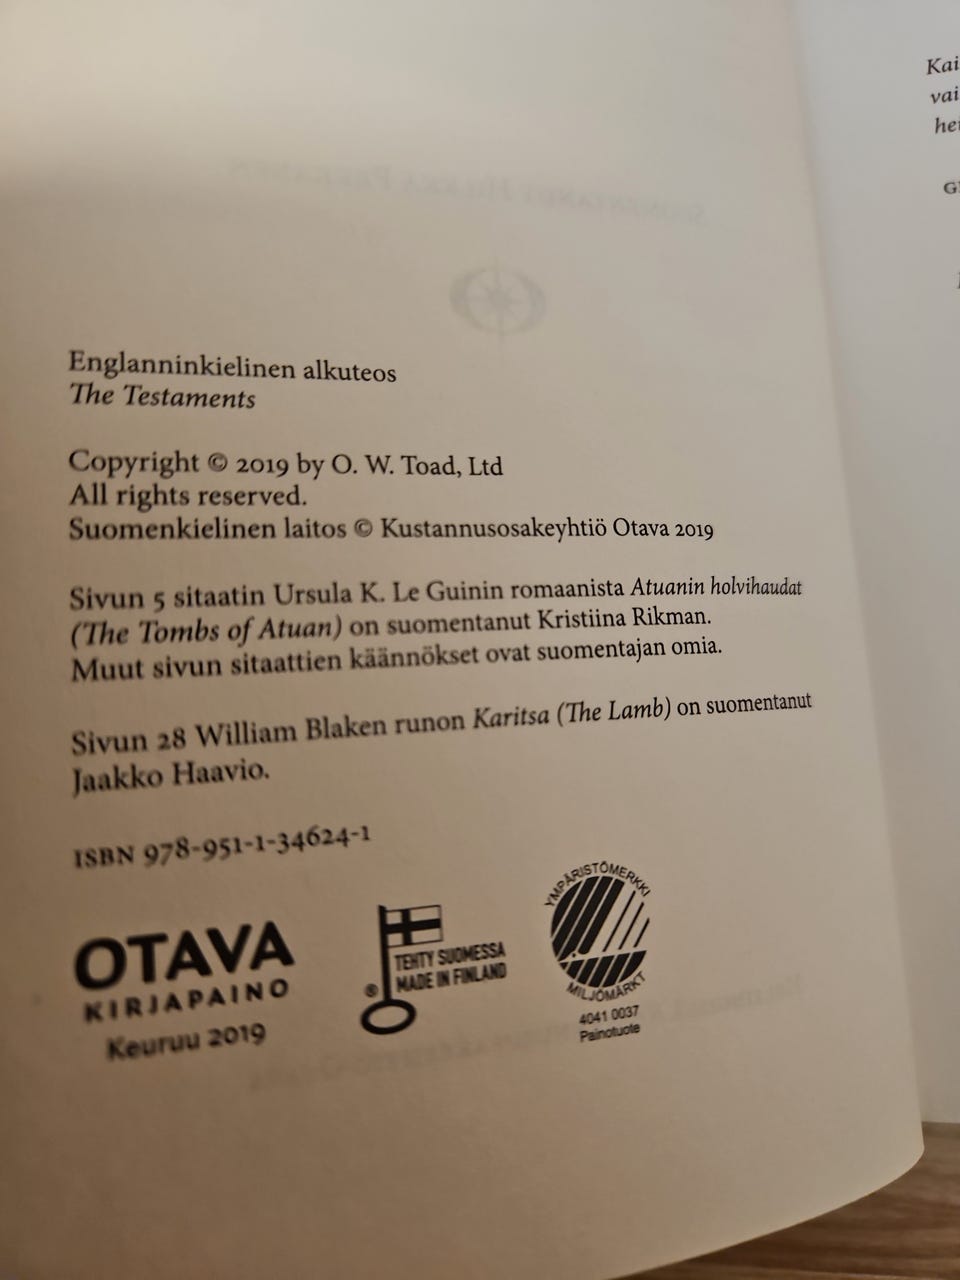 Englanninkielinen alkuteos
The Testaments
Copyright © 2019 by O. W. Toad, Ltd
All rights reserved.
Suomenkielinen laitos © Kustannusosakeyhtiö Otava 2019
Sivun 5 sitaatin Ursula K. Le Guinin romaanista Atuanin holvihaudat
(The Tombs of Atuan) on suomentanut Kristiina Rikman.
Muut sivun sitaattien käännökset ovat suomentajan omia.
Sivun 28 William Blaken runon Karitsa (The Lamb) on suomentanut
Jaakko Haavio.
ISBN 978-951-1-34624-1
OTAVA
KIRJAPAINO
Keuruu 2019
TEHTY SUOMESSA
® MADE IN FINLAND
YMPÄRISTÖMERKKI
MILJÖMÄRKT
4041 0037
Painotuote
Kai
vai
hei